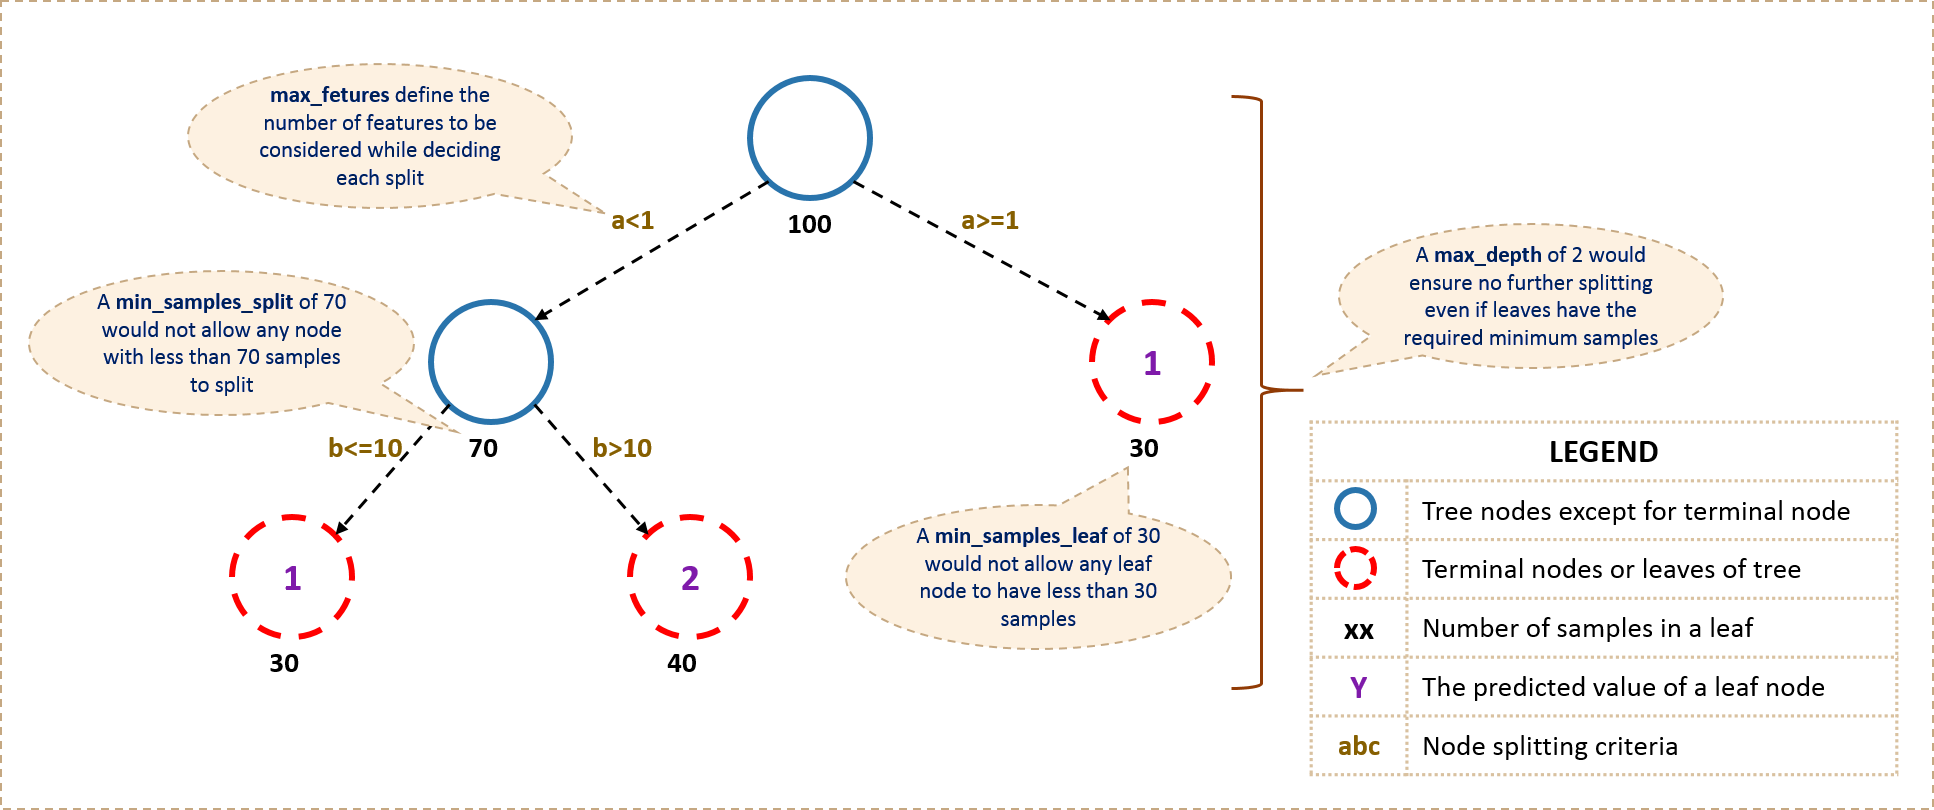 max_fetures define the
number of features to be
considered while deciding
each split
100
a<1
a>=1
A max_depth of 2 would
ensure no further splitting
even if leaves have the
required minimum samples
A min_samples_split of 70
would not allow any node
with less than 70 samples
to split
1
b<=10
70
b>10
30
A min_samples_leaf of 30
would not allow any leaf
node to have less than 30
samples
1
2
30
40
LEGEND
Tree nodes except for terminal node
Terminal nodes or leaves of tree
xx Number of samples in a leaf
Y The predicted value of a leaf node
abc Node splitting criteria